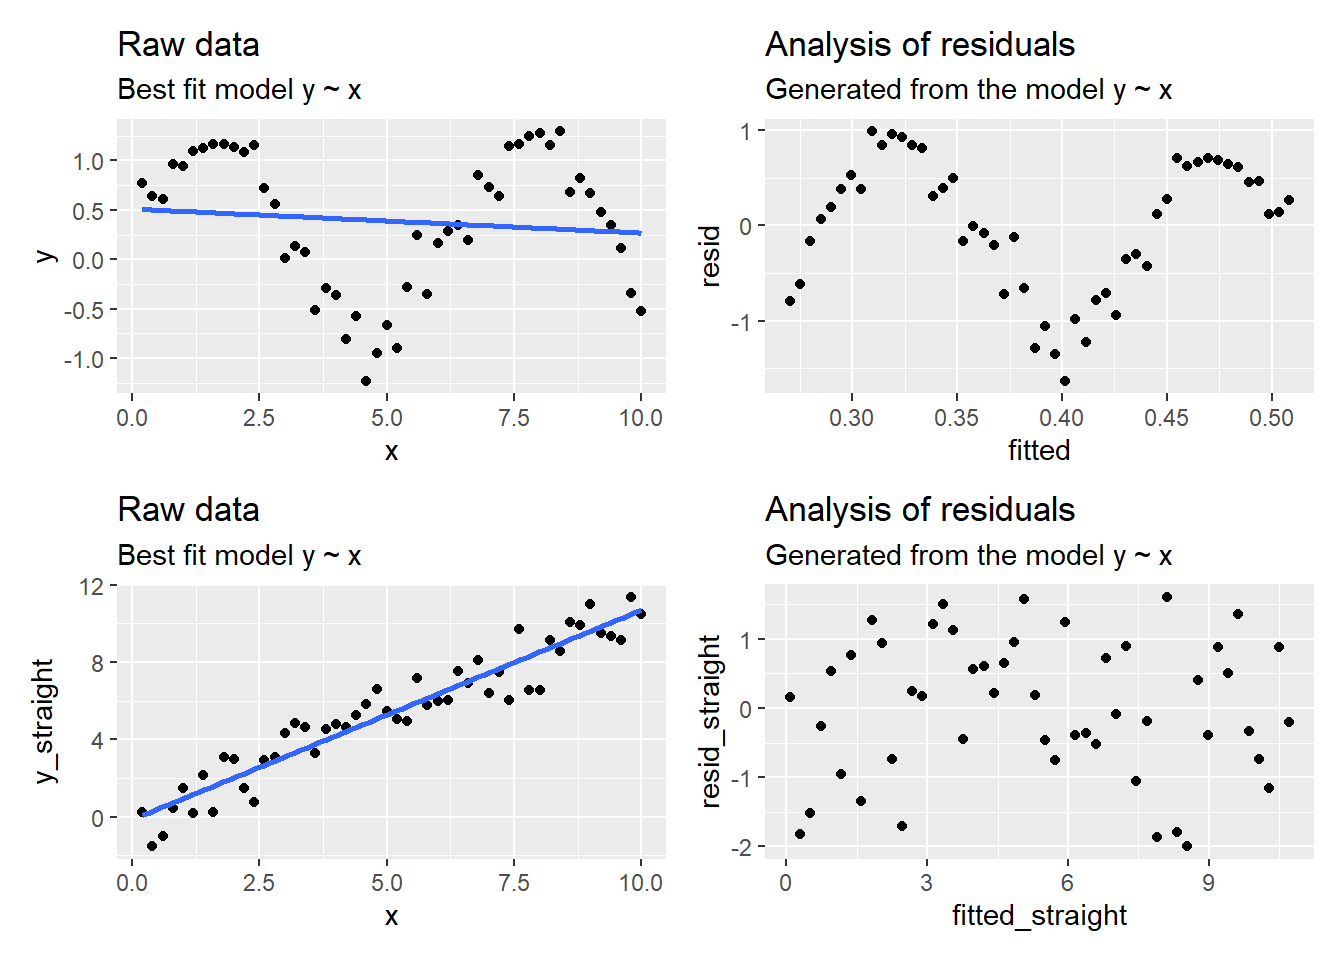 Raw data
Best fit model y ~ x
1.0
0.5
0.0
-0.5
-1.0
y
0.0 2.5 5.0 7.5 10.0
x
Analysis of residuals
Generated from the model y ~ x
1
0
-1
resid
0.30 0.35 0.40 0.45 0.50
fitted
Raw data
Best fit model y ~ x
12
8
4
0
y_straight
0.0 2.5 5.0 7.5 10.0
x
Analysis of residuals
Generated from the model y ~ x
1
0
-1
-2
resid_straight
0 3 6 9
fitted_straight